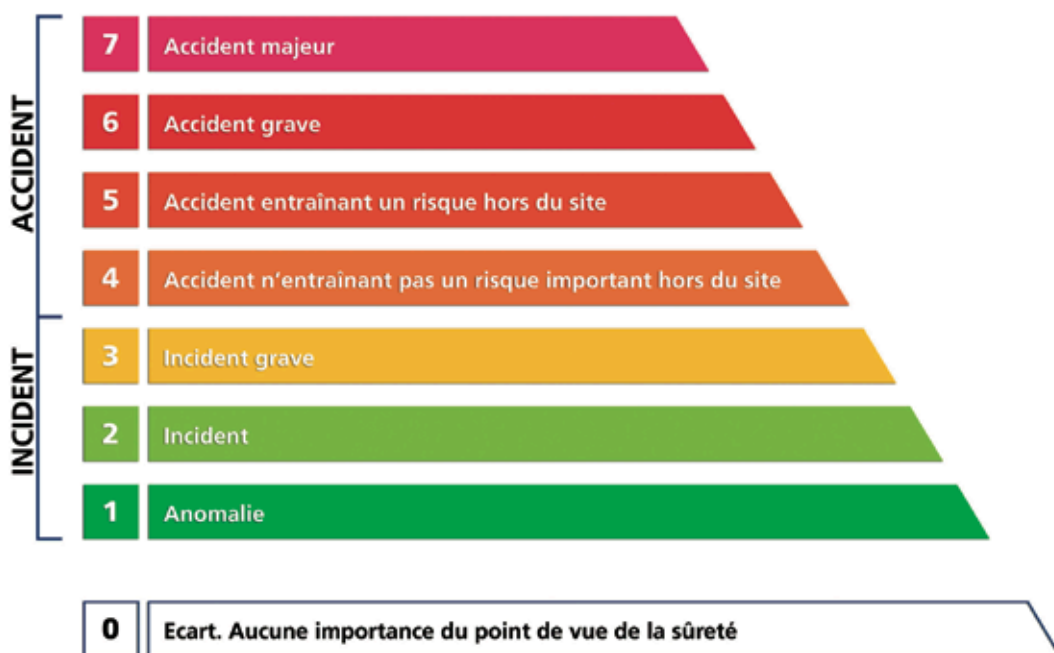 ACCIDENT
7 Accident majeur
6 Accident grave
5 Accident entraînant un risque hors du site
4 Accident n’entraînant pas un risque important hors du site
INCIDENT
3 Incident grave
2 Incident
1 Anomalie
0 Ecart. Aucune importance du point de vue de la sûreté